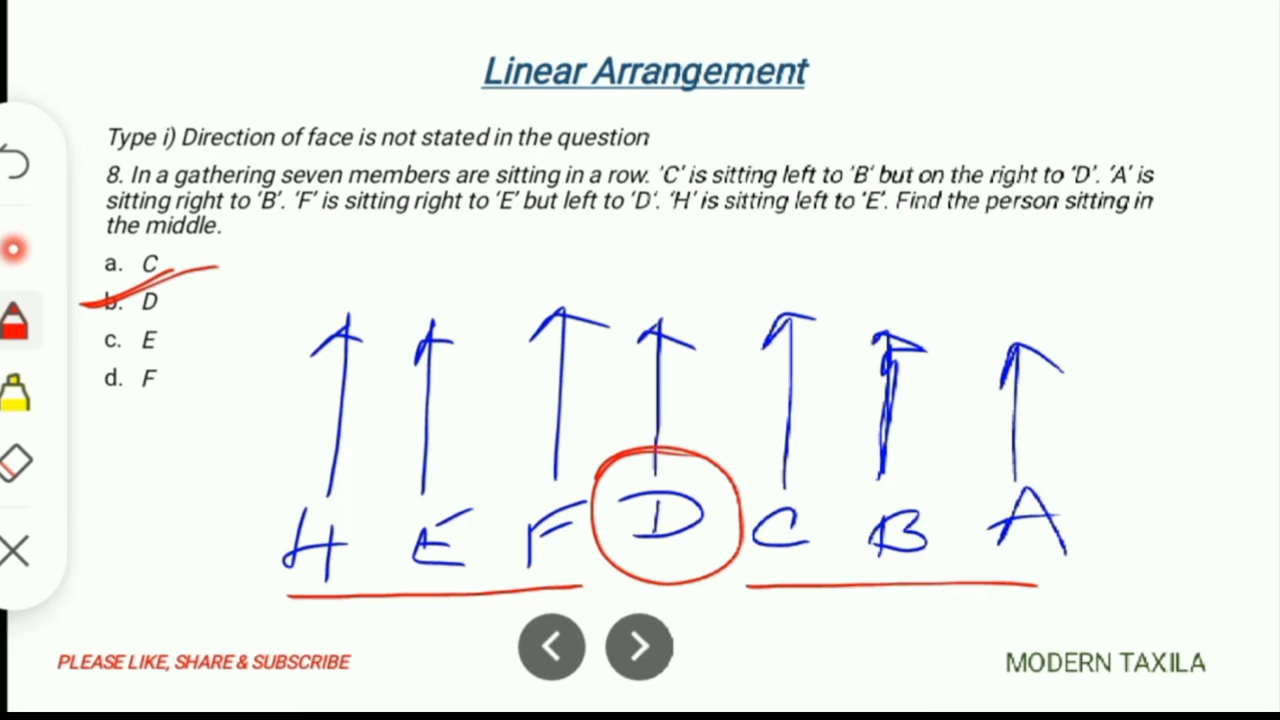 Linear Arrangement
Type i) Direction of face is not stated in the question
8. In a gathering seven members are sitting in a row. ‘C’ is sitting left to ‘B’ but on the right to ‘D’. ‘A’ is
sitting right to ‘B’. ‘F’ is sitting right to ‘E’ but left to ‘D’. ‘H’ is sitting left to ‘E’. Find the person sitting in
the middle.
a. C
b. D
c. E
d. F
H E F D C B A
PLEASE LIKE, SHARE & SUBSCRIBE
MODERN TAXILA